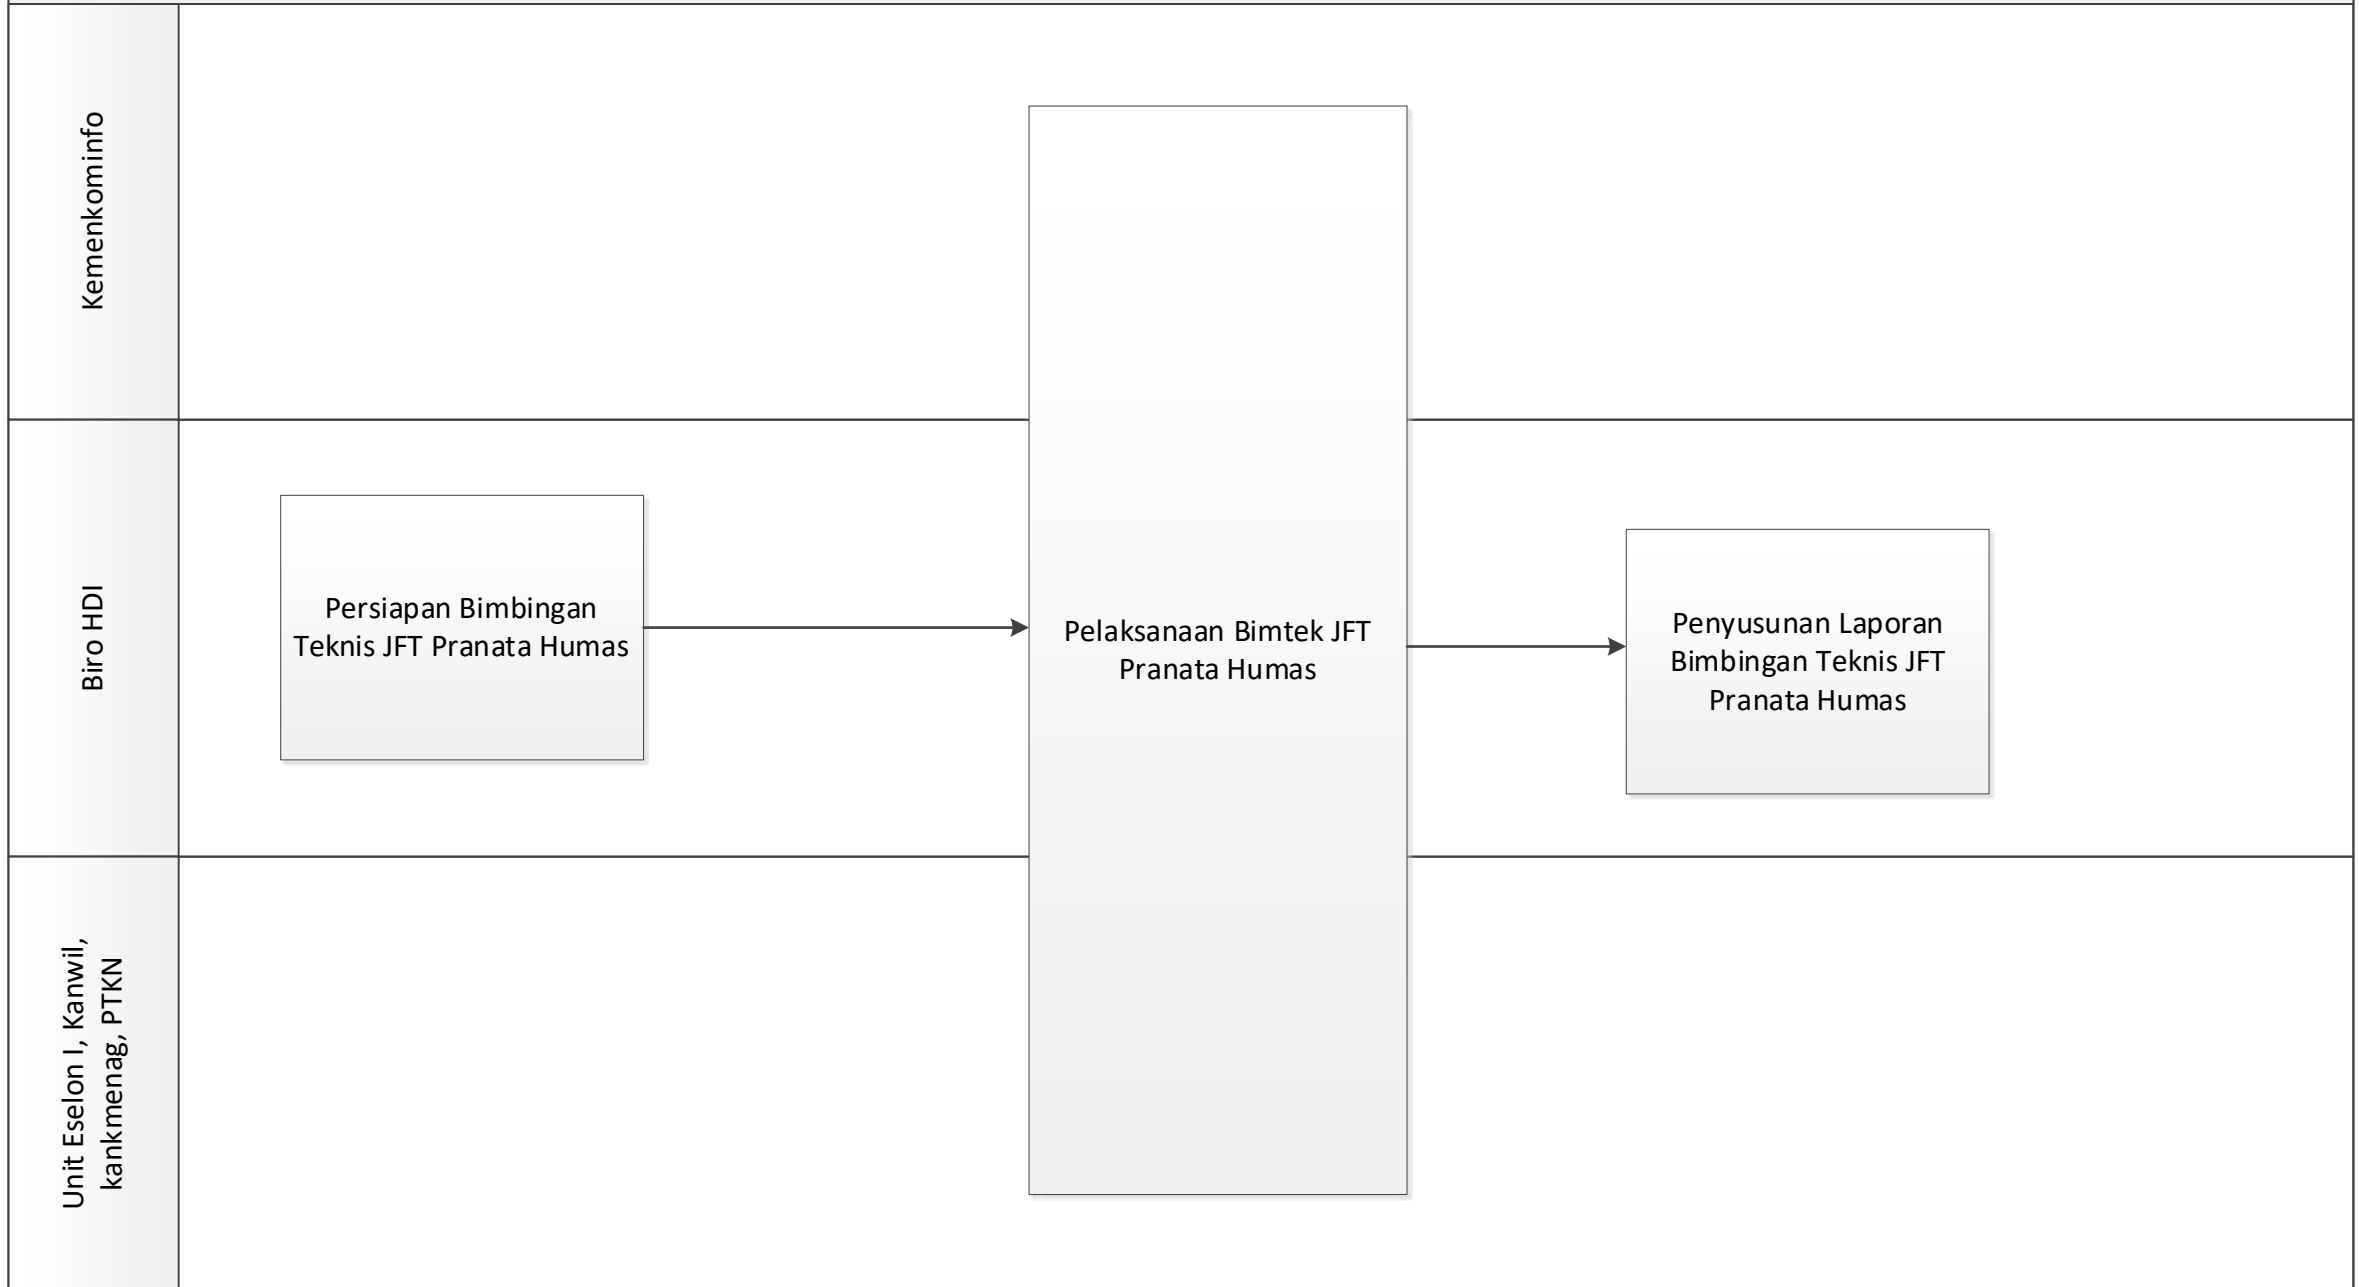 Kemenkominfo
Biro HDI
Persiapan Bimbingan
Teknis JFT Pranata Humas
Pelaksanaan Bimtek JFT
Pranata Humas
Penyusunan Laporan
Bimbingan Teknis JFT
Pranata Humas
Unit Eselon I, Kanwil,
kankmenag, PTKN